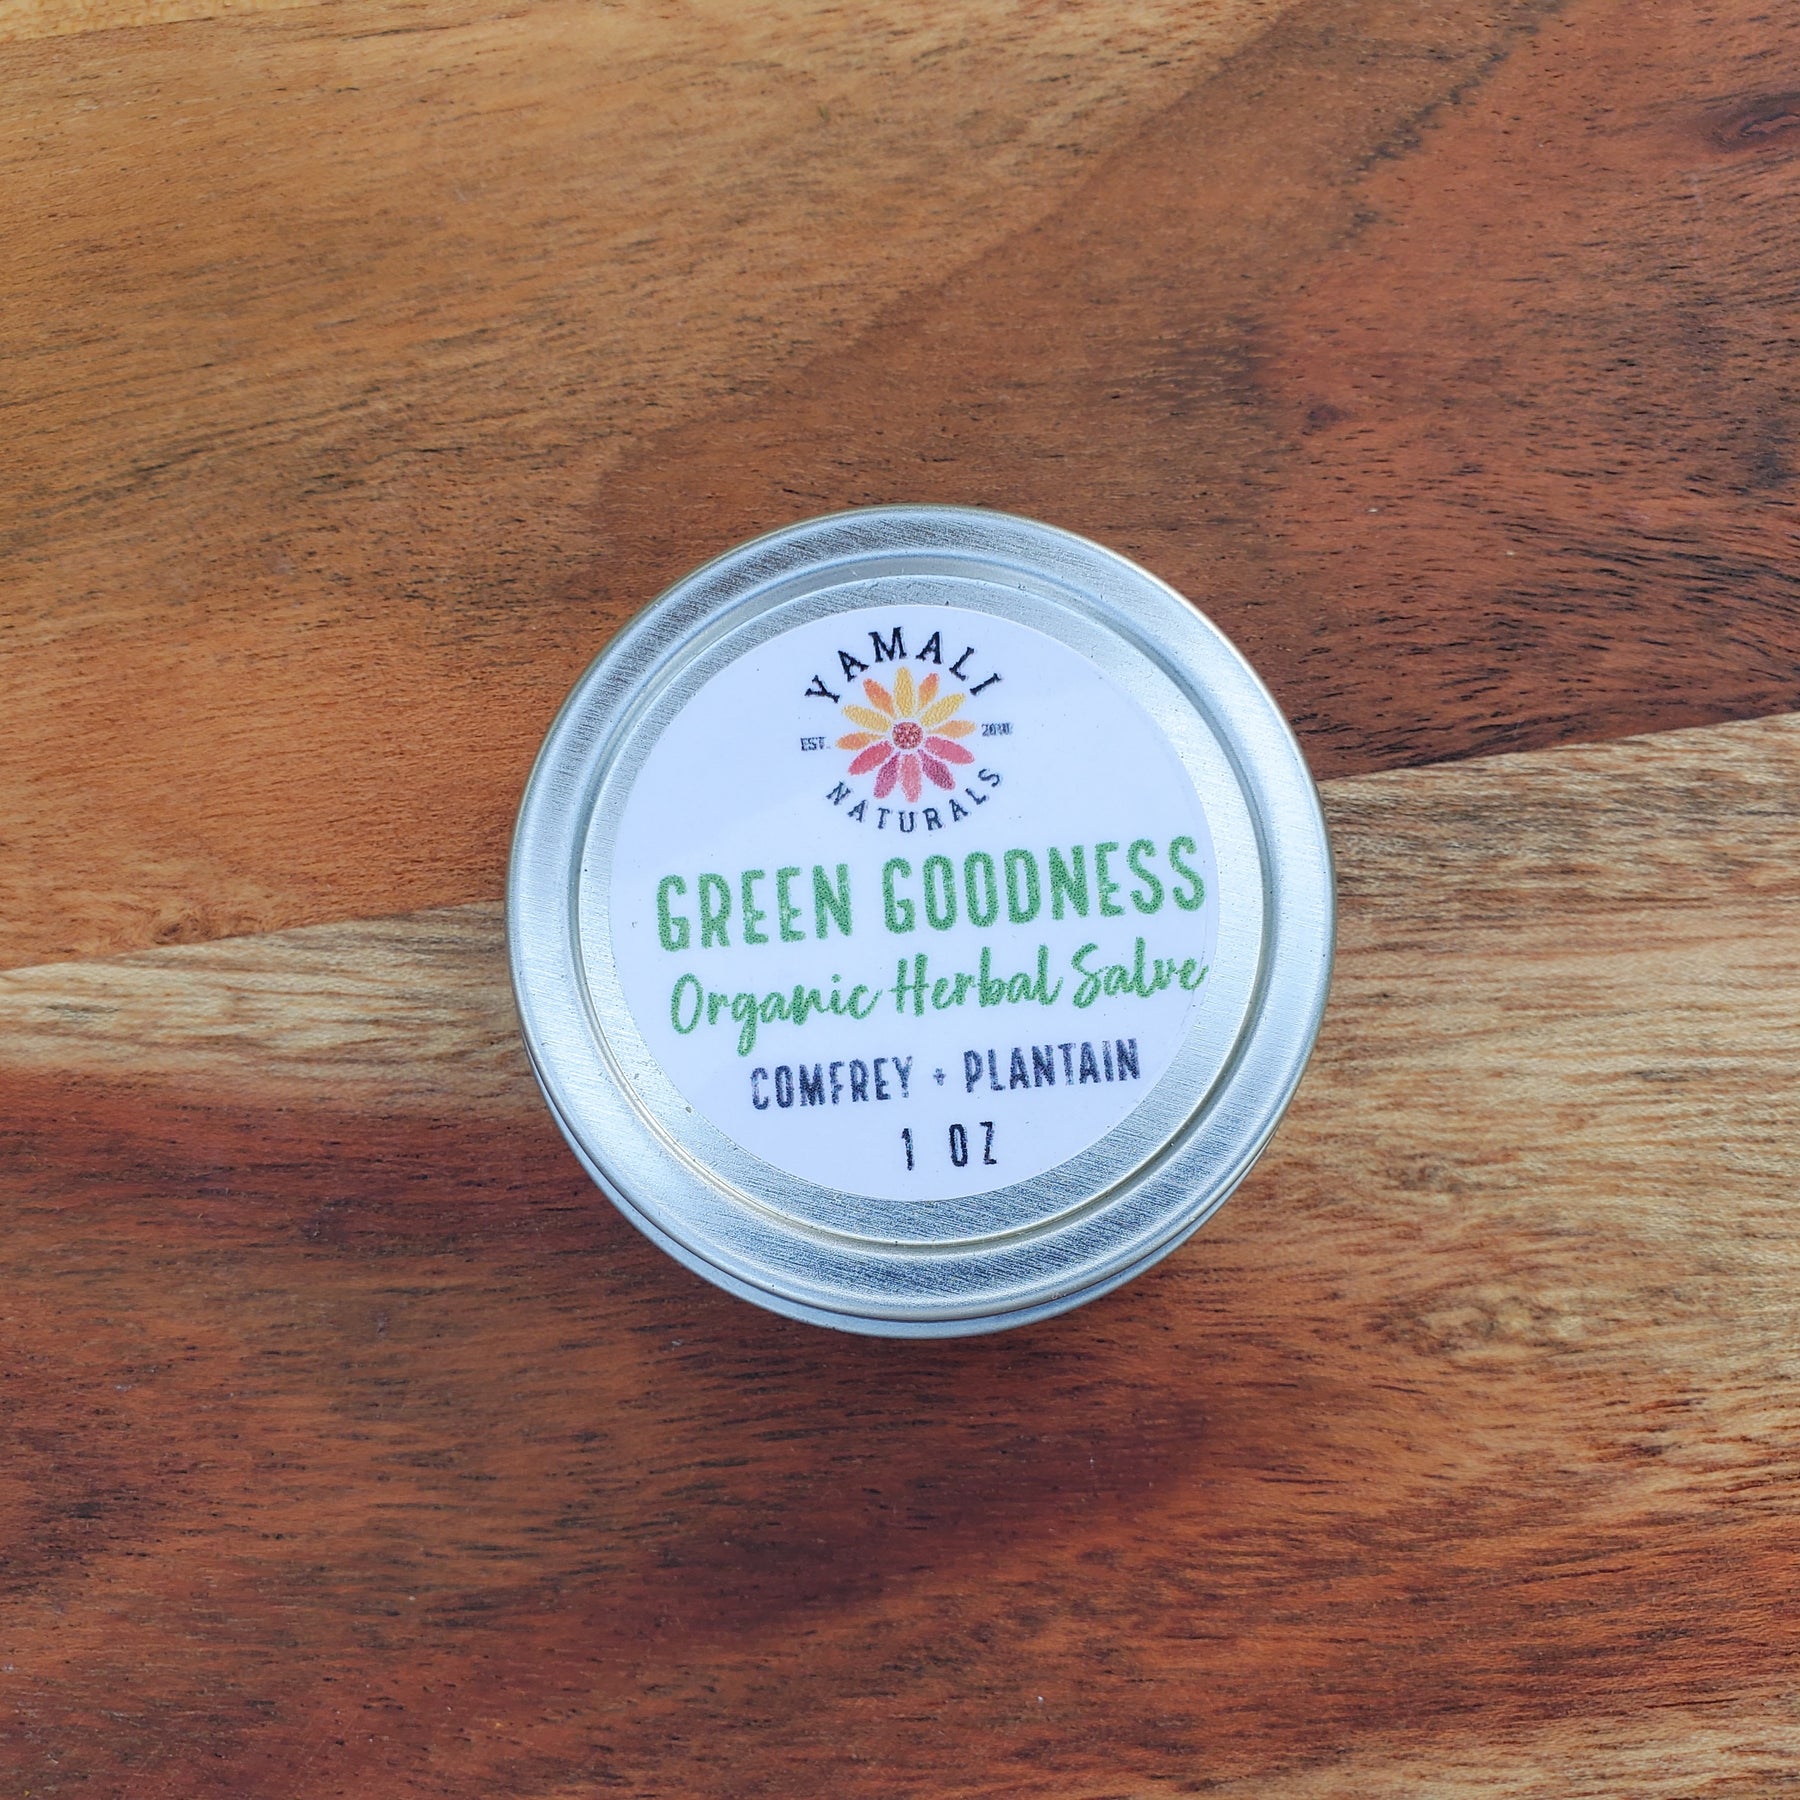 YAMALI
EST.
NATURALS
GREEN GOODNESS
Organic Herbal Salve
COMFREY + PLANTAIN
1 OZ